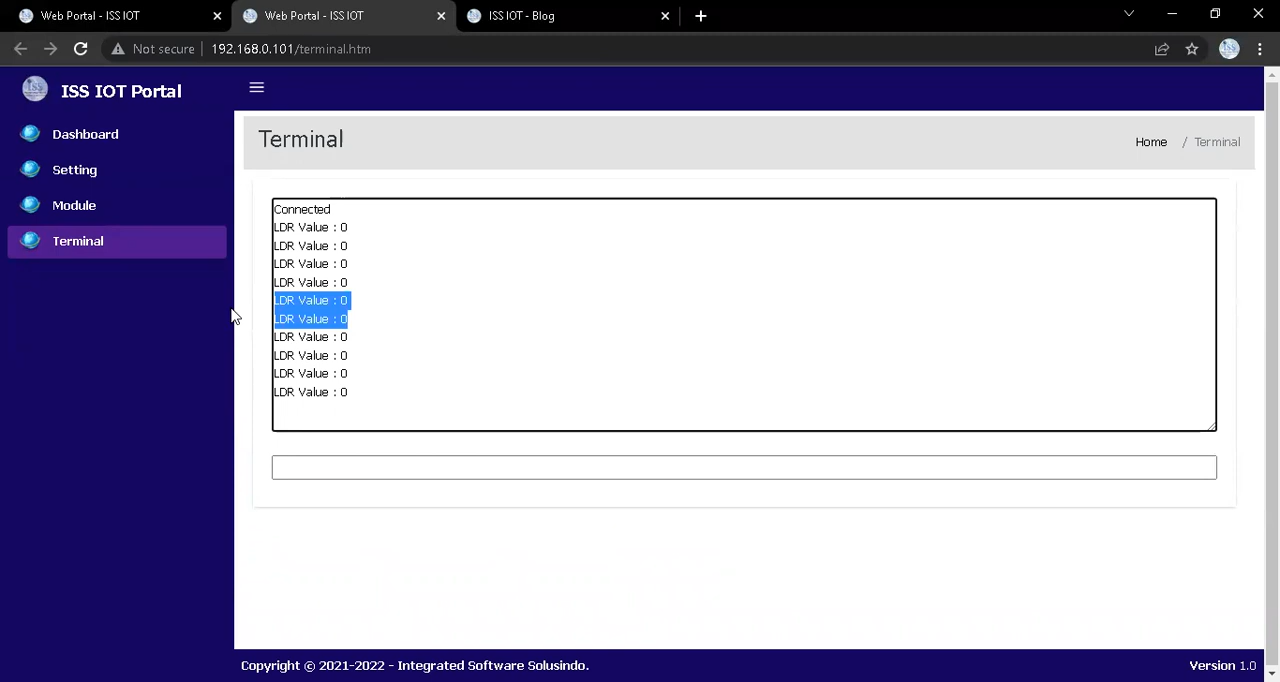 Web Portal - ISS IOT
Web Portal - ISS IOT
ISS IOT - Blog
Not secure
192.168.0.101/terminal.htm
ISS IOT Portal
Dashboard
Setting
Module
Terminal
Terminal
Home / Terminal
Connected
LDR Value : 0
LDR Value : 0
LDR Value : 0
LDR Value : 0
LDR Value : 0
LDR Value : 0
LDR Value : 0
LDR Value : 0
LDR Value : 0
LDR Value : 0
Copyright © 2021-2022 - Integrated Software Solusindo.
Version 1.0